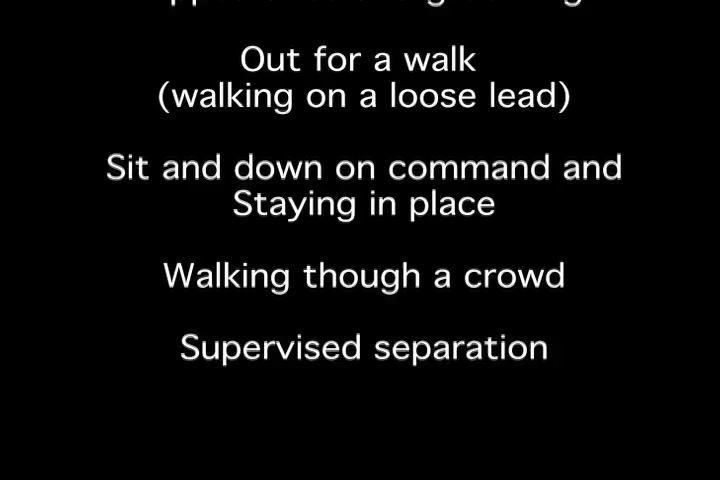 Out for a walk
(walking on a loose lead)
Sit and down on command and
Staying in place
Walking though a crowd
Supervised separation